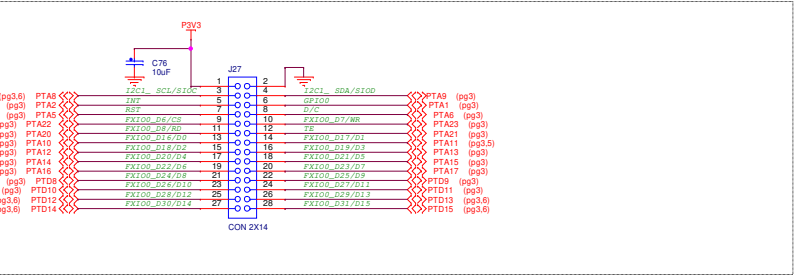 P3V3
C76
10uF
J27
1 2
(pg3,6) PTA8 I2C1_ SCL/SIOC 3 4 I2C1_ SDA/SIOD PTA9 (pg3)
(pg3) PTA2 INT 5 6 GPIO0 PTA1 (pg3)
(pg3) PTA5 RST 7 8 D/C PTA6 (pg3)
pg3) PTA22 FXIO0_D6/CS 9 10 FXIO0_D7/WR PTA23 (pg3)
pg3) PTA20 FXIO0_D8/RD 11 12 TE PTA21 (pg3)
pg3) PTA10 FXIO0_D16/D0 13 14 FXIO0_D17/D1 PTA11 (pg3,5)
pg3) PTA12 FXIO0_D18/D2 15 16 FXIO0_D19/D3 PTA13 (pg3)
pg3) PTA14 FXIO0_D20/D4 17 18 FXIO0_D21/D5 PTA15 (pg3)
pg3) PTA16 FXIO0_D22/D6 19 20 FXIO0_D23/D7 PTA17 (pg3)
(pg3) PTD8 FXIO0_D24/D8 21 22 FXIO0_D25/D9 PTD9 (pg3)
(pg3) PTD10 FXIO0_D26/D10 23 24 FXIO0_D27/D11 PTD11 (pg3)
pg3,6) PTD12 FXIO0_D28/D12 25 26 FXIO0_D29/D13 PTD13 (pg3,6)
pg3,6) PTD14 FXIO0_D30/D14 27 28 FXIO0_D31/D15 PTD15 (pg3,6)
CON 2X14